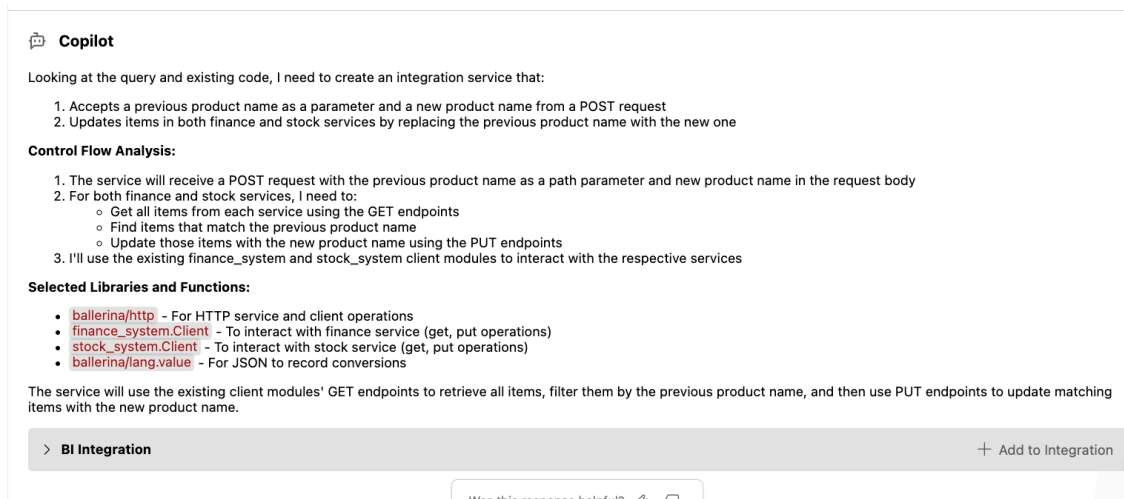 Copilot
Looking at the query and existing code, I need to create an integration service that:
1. Accepts a previous product name as a parameter and a new product name from a POST request
2. Updates items in both finance and stock services by replacing the previous product name with the new one
Control Flow Analysis:
1. The service will receive a POST request with the previous product name as a path parameter and new product name in the request body
2. For both finance and stock services, I need to:
◦ Get all items from each service using the GET endpoints
◦ Find items that match the previous product name
◦ Update those items with the new product name using the PUT endpoints
3. I'll use the existing finance_system and stock_system client modules to interact with the respective services
Selected Libraries and Functions:
• ballerina/http - For HTTP service and client operations
• finance_system.Client - To interact with finance service (get, put operations)
• stock_system.Client - To interact with stock service (get, put operations)
• ballerina/lang.value - For JSON to record conversions
The service will use the existing client modules' GET endpoints to retrieve all items, filter them by the previous product name, and then use PUT endpoints to update matching
items with the new product name.
BI Integration + Add to Integration
Was this response helpful?